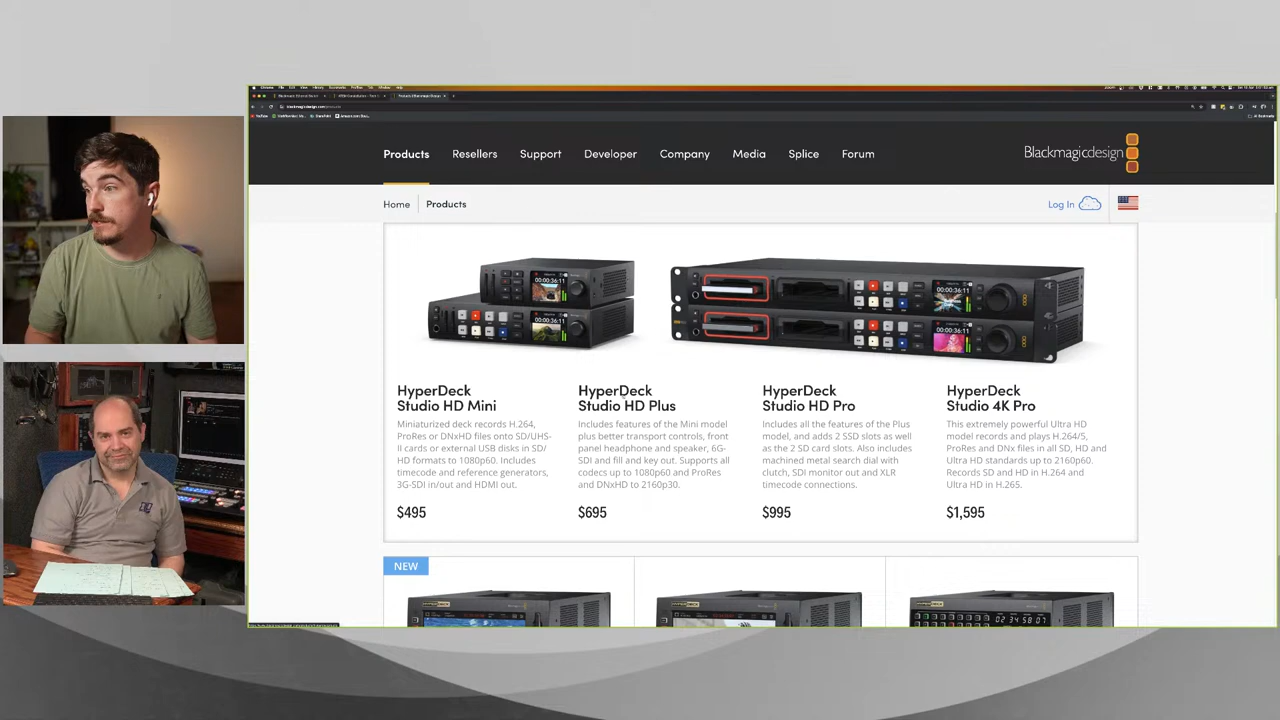 Products
Resellers
Support
Developer
Company
Media
Splice
Forum
Blackmagicdesign
Home
Products
Log In
HyperDeck
Studio HD Mini
Miniaturized deck records H.264,
ProRes or DNxHD files onto SD/UHS-
II cards or external USB disks in SD/
HD formats to 1080p60. Includes
timecode and reference generators,
3G-SDI in/out and HDMI out.
$495
HyperDeck
Studio HD Plus
Includes features of the Mini model
plus better transport controls, front
panel headphone and speaker, 6G-
SDI and fill and key out. Supports all
codecs up to 1080p60 and ProRes
and DNxHD to 2160p30.
$695
HyperDeck
Studio HD Pro
Includes all the features of the Plus
model, and adds 2 SSD slots as well
as the 2 SD card slots. Also includes
machined metal search dial with
clutch, SDI monitor out and XLR
timecode connections.
$995
HyperDeck
Studio 4K Pro
This extremely powerful Ultra HD
model records and plays H.264/5,
ProRes and DNx files in all SD, HD and
Ultra HD standards up to 2160p60.
Records SD and HD in H.264 and
Ultra HD in H.265.
$1,595
NEW